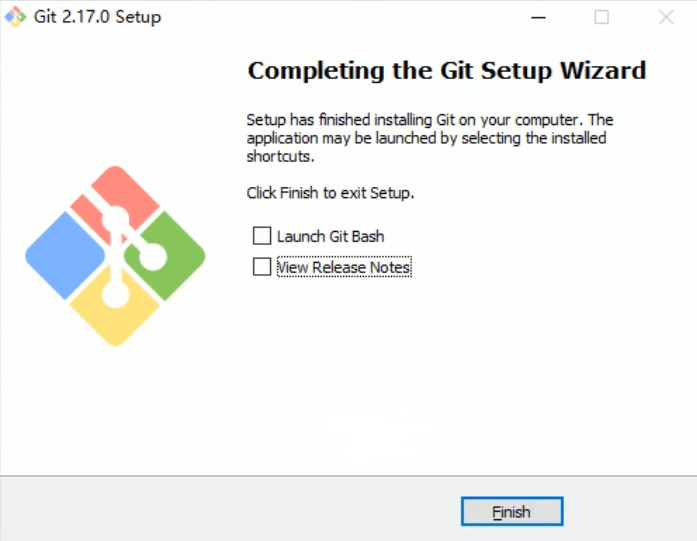 Git 2.17.0 Setup
Completing the Git Setup Wizard
Setup has finished installing Git on your computer. The
application may be launched by selecting the installed
shortcuts.
Click Finish to exit Setup.
Launch Git Bash
View Release Notes
Finish